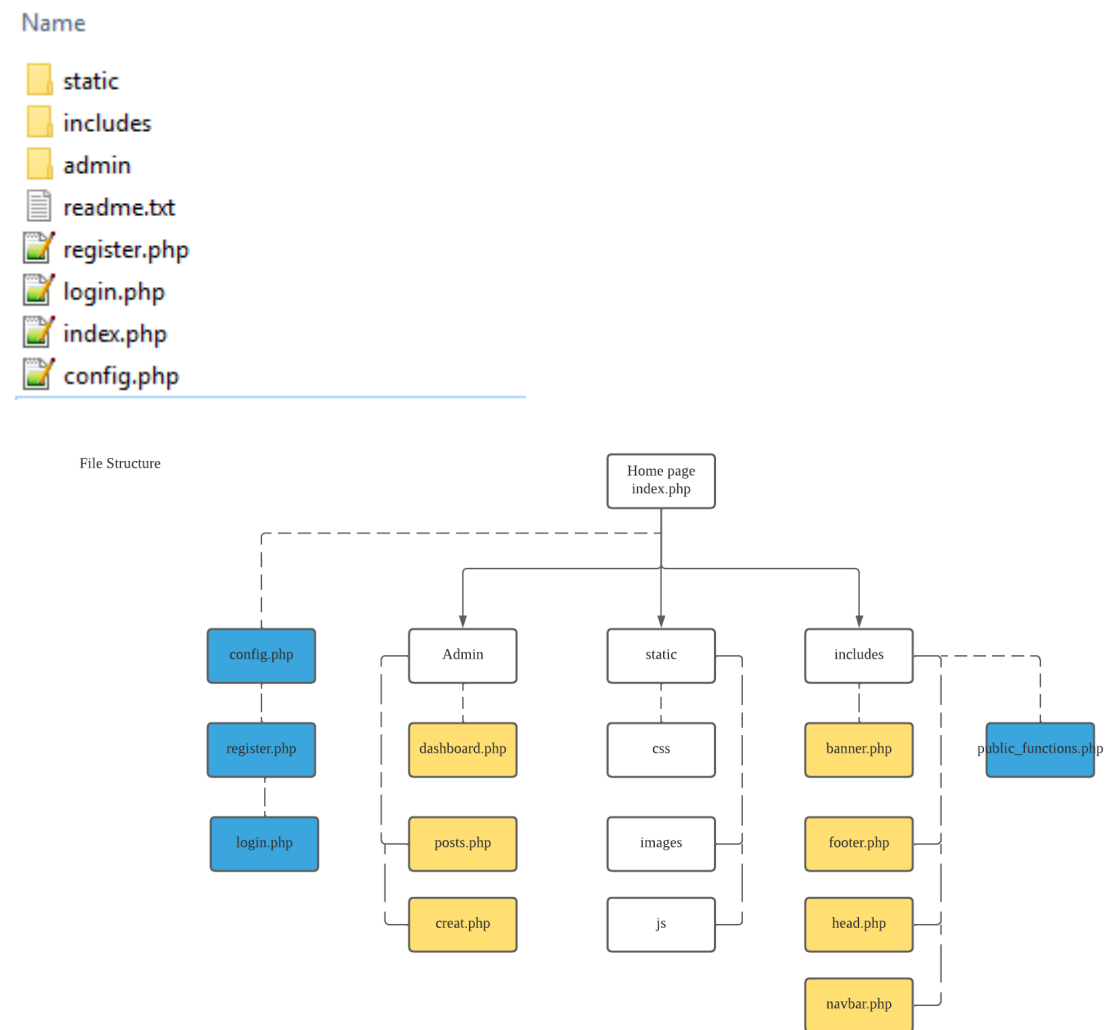 Name
static
includes
admin
readme.txt
register.php
login.php
index.php
config.php
File Structure
Home page
index.php
config.php
Admin
static
includes
register.php
dashboard.php
css
banner.php
public_functions.php
login.php
posts.php
images
footer.php
creat.php
js
head.php
navbar.php